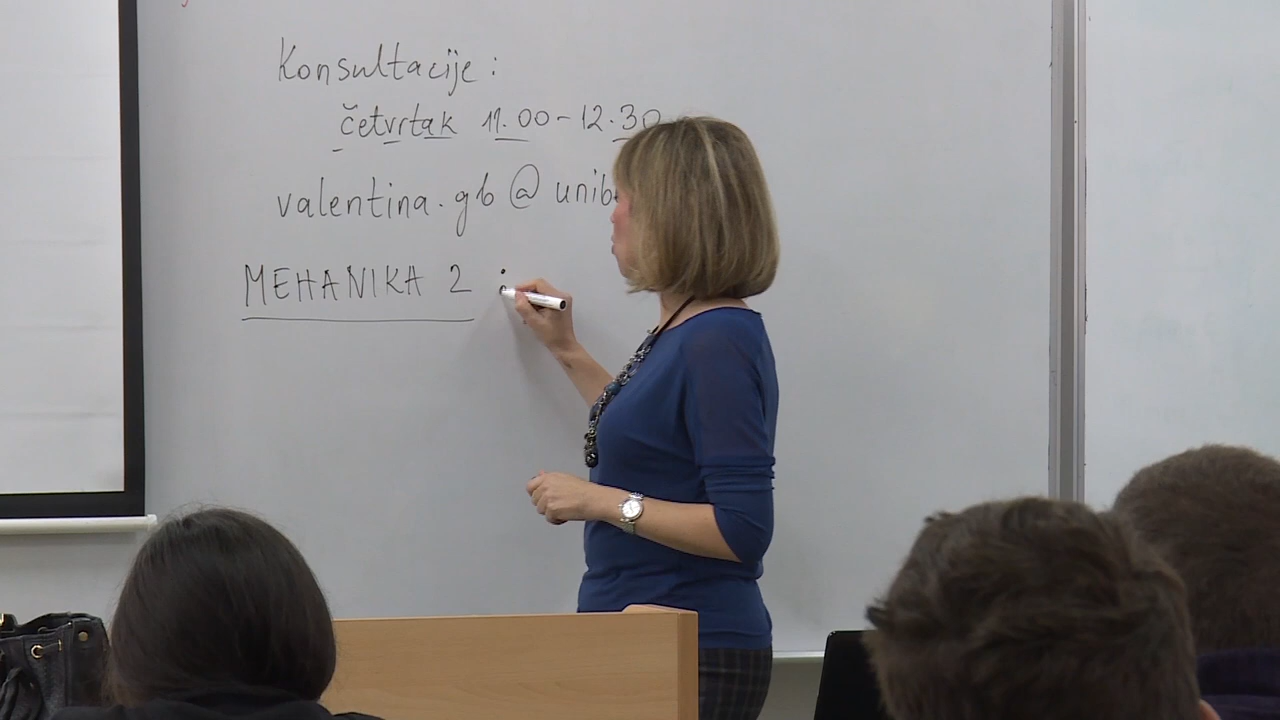 Konsultacije:
četvrtak 11.00-12.30
valentina.gb@unib
MEHANIKA 2 :